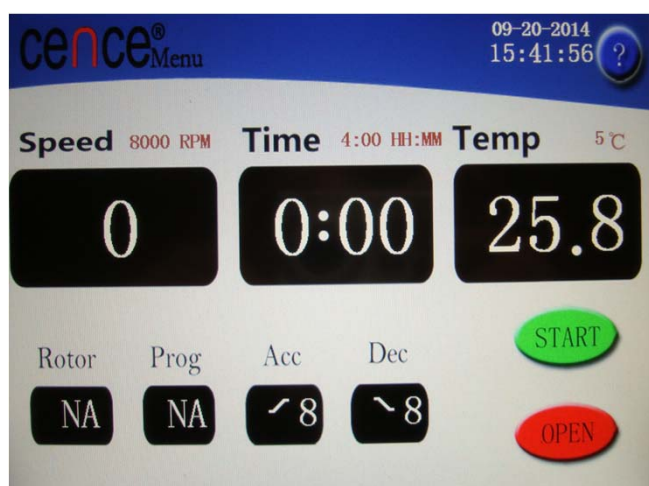 cence® Menu
09-20-2014
15:41:56 ?
Speed 8000 RPM Time 4:00 HH:MM Temp 5℃
0 0:00 25.8
START
Rotor Prog Acc Dec
NA NA 8 8
OPEN